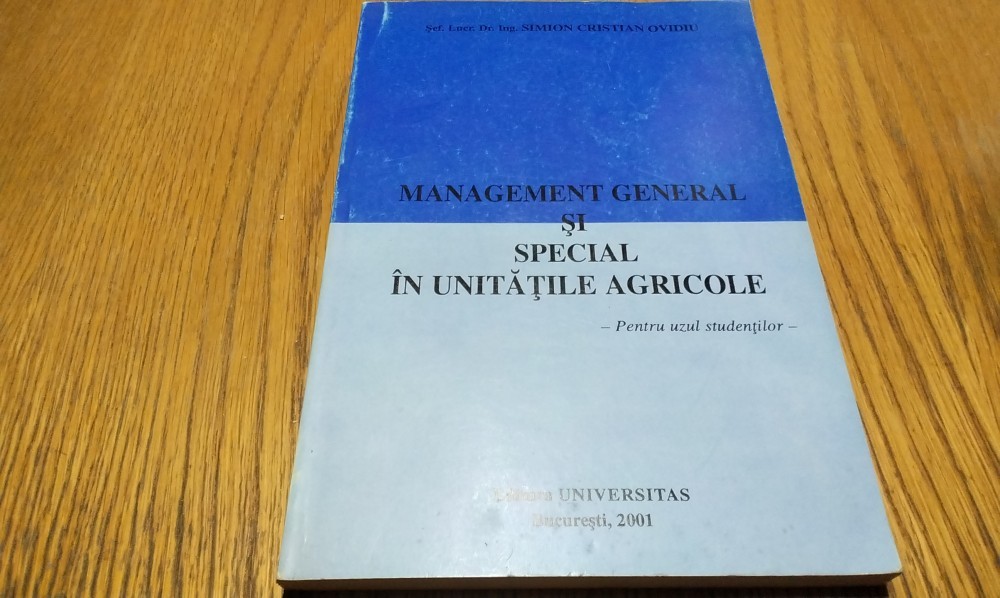 Şef. Lucr. Dr. Ing. SIMION CRISTIAN OVIDIU
MANAGEMENT GENERAL
ŞI
SPECIAL
ÎN UNITĂŢILE AGRICOLE
– Pentru uzul studenţilor –
Editura UNIVERSITAS
Bucureşti, 2001